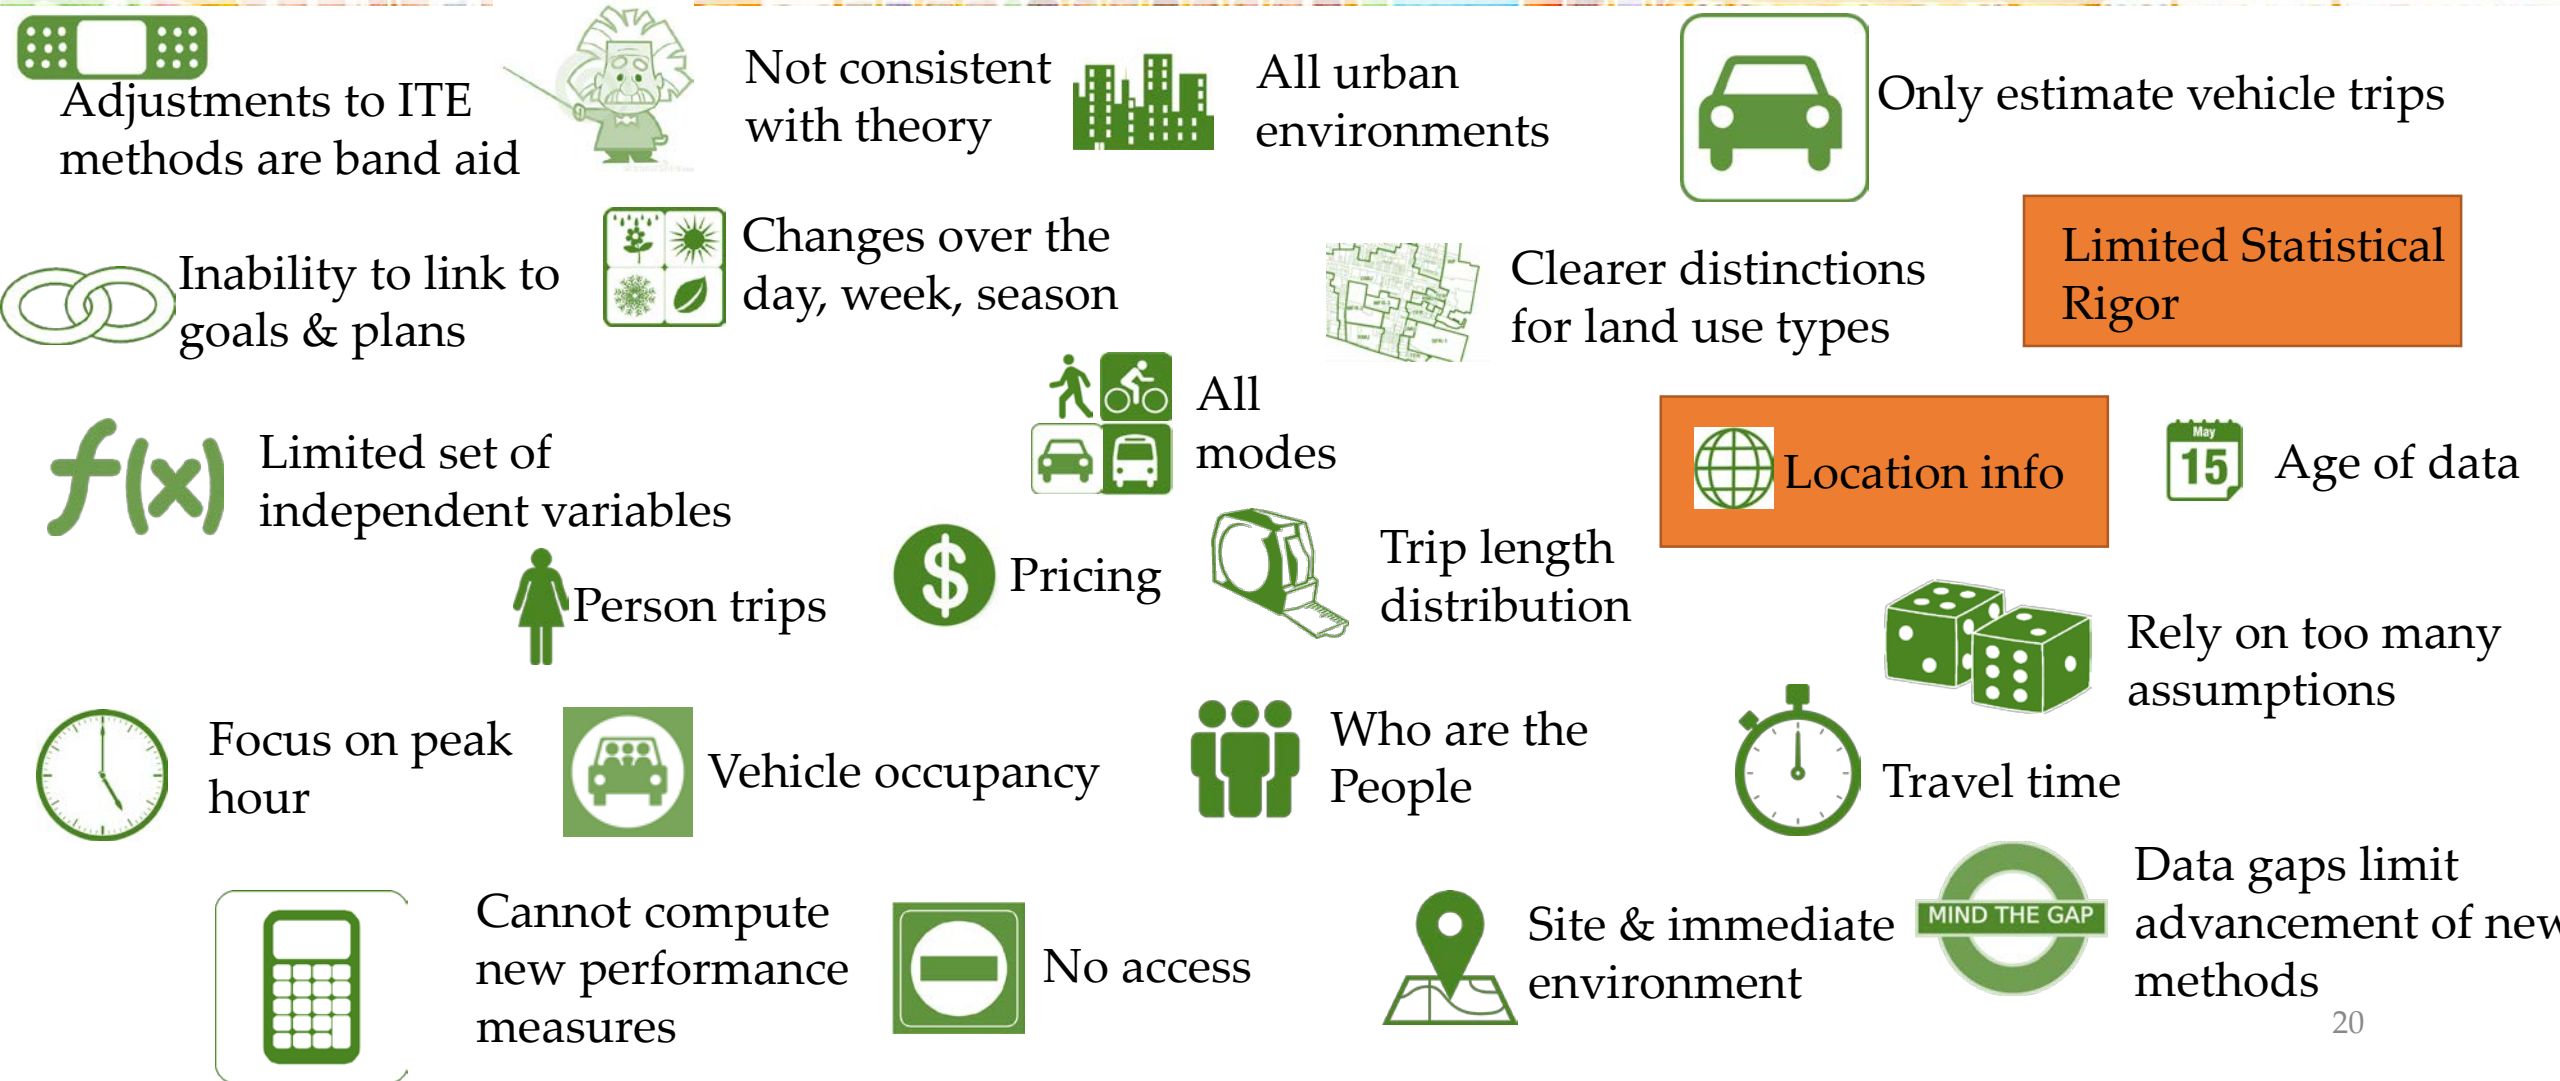 Adjustments to ITE
methods are band aid
Not consistent
with theory
All urban
environments
Only estimate vehicle trips
Inability to link to
goals & plans
Changes over the
day, week, season
Clearer distinctions
for land use types
Limited Statistical
Rigor
f(x)
Limited set of
independent variables
All
modes
Location info
May
15
Age of data
Person trips
$
Pricing
Trip length
distribution
Rely on too many
assumptions
Focus on peak
hour
Vehicle occupancy
Who are the
People
Travel time
Cannot compute
new performance
measures
No access
Site & immediate
environment
MIND THE GAP
Data gaps limit
advancement of new
methods
20